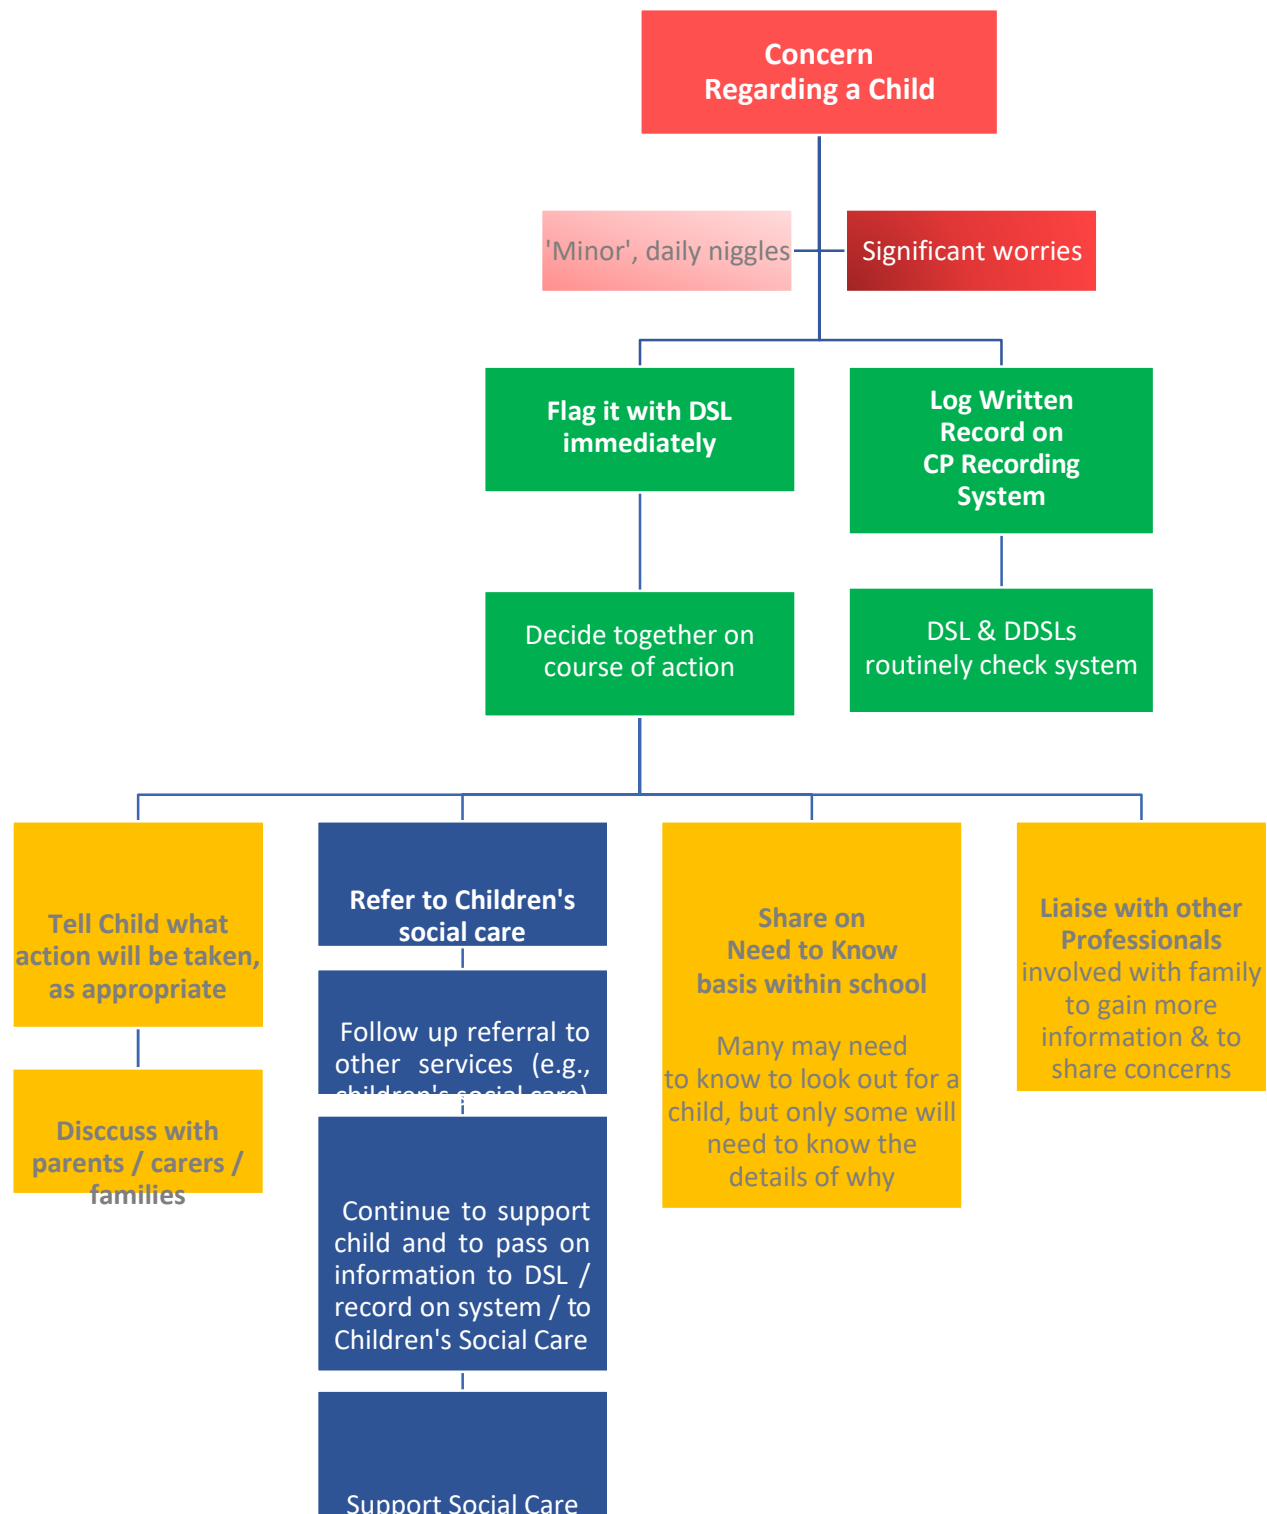 Concern
Regarding a Child
'Minor', daily niggles
Significant worries
Flag it with DSL
immediately
Log Written
Record on
CP Recording
System
Decide together on
course of action
DSL & DDSLs
routinely check system
Tell Child what
action will be taken,
as appropriate
Disccuss with
parents / carers /
families
Refer to Children's
social care
Follow up referral to
other services (e.g.,
children's social care)
Continue to support
child and to pass on
information to DSL /
record on system / to
Children's Social Care
Support Social Care
Share on
Need to Know
basis within school
Many may need
to know to look out for a
child, but only some will
need to know the
details of why
Liaise with other
Professionals
involved with family
to gain more
information & to
share concerns